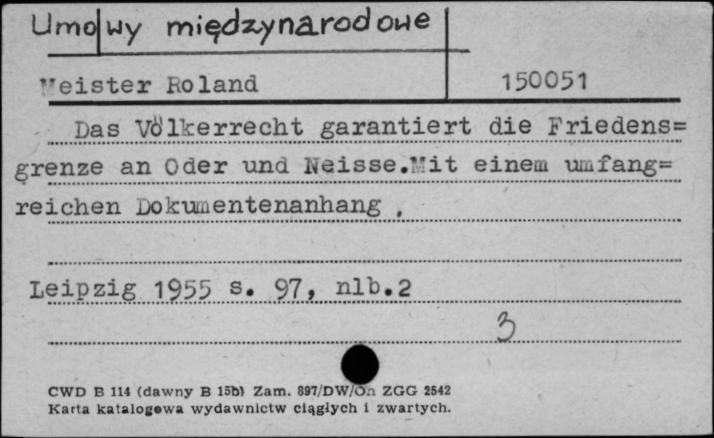 Umowy międzynarodowe
Meister Roland 150051
Das Völkerrecht garantiert die Friedens=
grenze an Oder und Neisse.Mit einem umfang=
reichen Dokumentenanhang .
Leipzig 1955 s. 97, nlb.2
3
CWD B 114 (dawny B 15b) Zam. 897/DW/On ZGG 2542
Karta katalogowa wydawnictw ciągłych i zwartych.